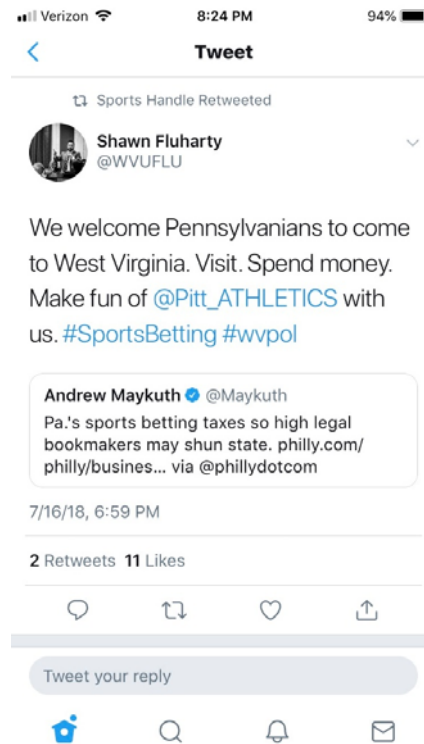 Verizon 8:24 PM 94%
Tweet
Sports Handle Retweeted
Shawn Fluharty
@WVUFLU
We welcome Pennsylvanians to come
to West Virginia. Visit. Spend money.
Make fun of @Pitt_ATHLETICS with
us. #SportsBetting #wvpol
Andrew Maykuth @Maykuth
Pa.'s sports betting taxes so high legal
bookmakers may shun state. philly.com/
philly/busines... via @phillydotcom
7/16/18, 6:59 PM
2 Retweets 11 Likes
Tweet your reply